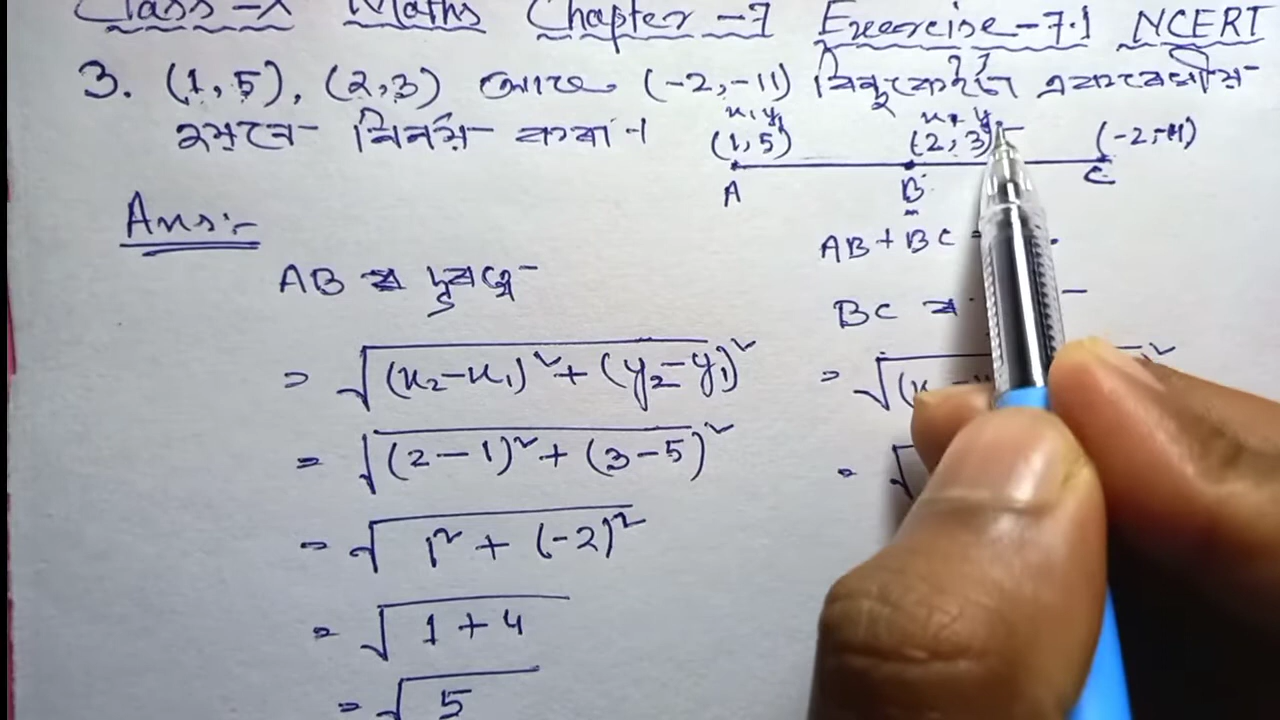 Class-X Maths Chapter-7 Exercise-7.1 NCERT
3. (1,5), (2,3) আৰু (-2,-11) বিন্দুকেইটা একৰেখীয়
হয়নে নিৰ্ণয় কৰা।
x₁ y₁
(1,5) (2,3) (-2,-11)
A B C
Ans:-
AB + BC
AB ৰ দূৰত্ব
BC ৰ
= √(x₂-x₁)² + (y₂-y₁)²
= √(2-1)² + (3-5)²
= √1² + (-2)²
= √1+4
= √5